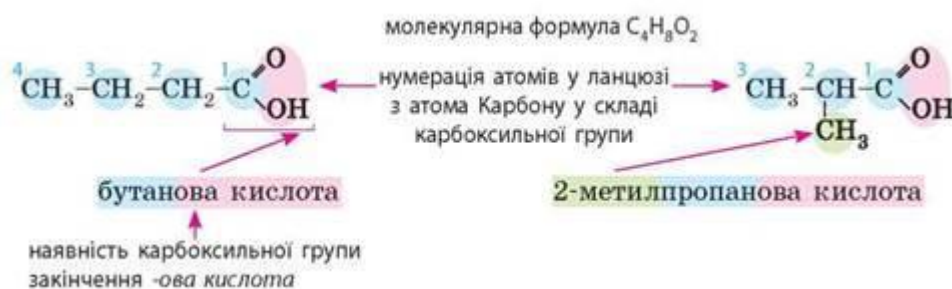 молекулярна формула C₄H₈O₂
⁴CH₃–³CH₂–²CH₂–¹C=O
OH
нумерація атомів у ланцюзі
з атома Карбону у складі
карбоксильної групи
³CH₃–²CH–¹C=O
OH
CH₃
бутанова кислота
2-метилпропанова кислота
наявність карбоксильної групи
закінчення -ова кислота